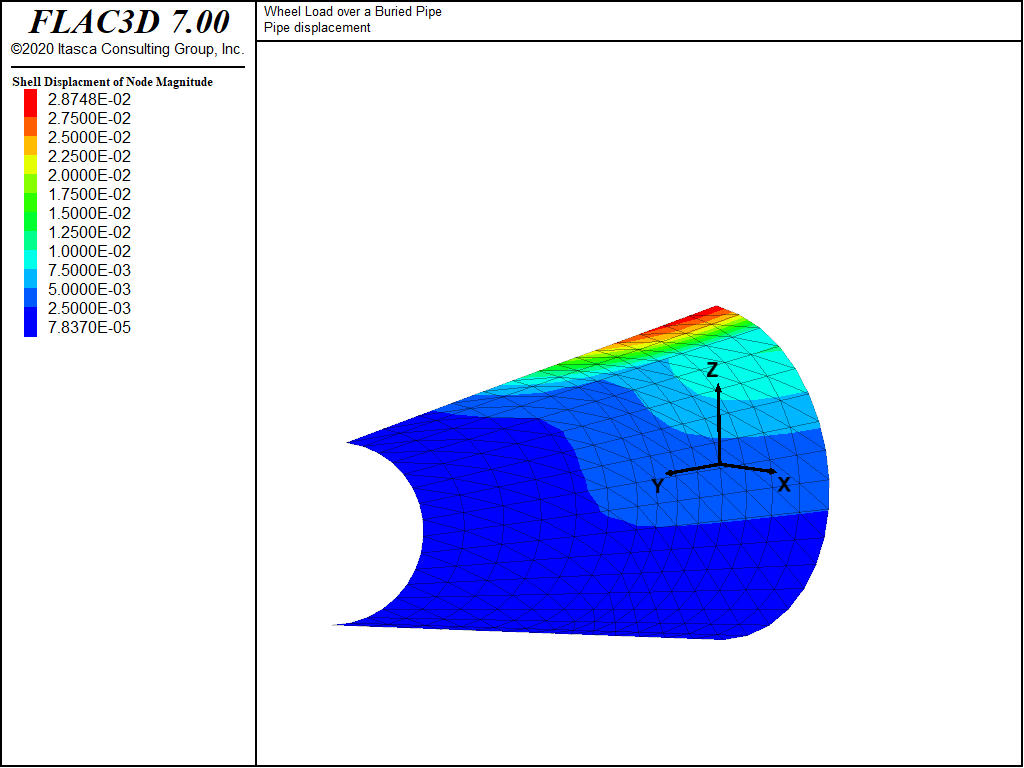 FLAC3D 7.00
©2020 Itasca Consulting Group, Inc.
Shell Displacment of Node Magnitude
2.8748E-02
2.7500E-02
2.5000E-02
2.2500E-02
2.0000E-02
1.7500E-02
1.5000E-02
1.2500E-02
1.0000E-02
7.5000E-03
5.0000E-03
2.5000E-03
7.8370E-05
Wheel Load over a Buried Pipe
Pipe displacement
Z
Y
X